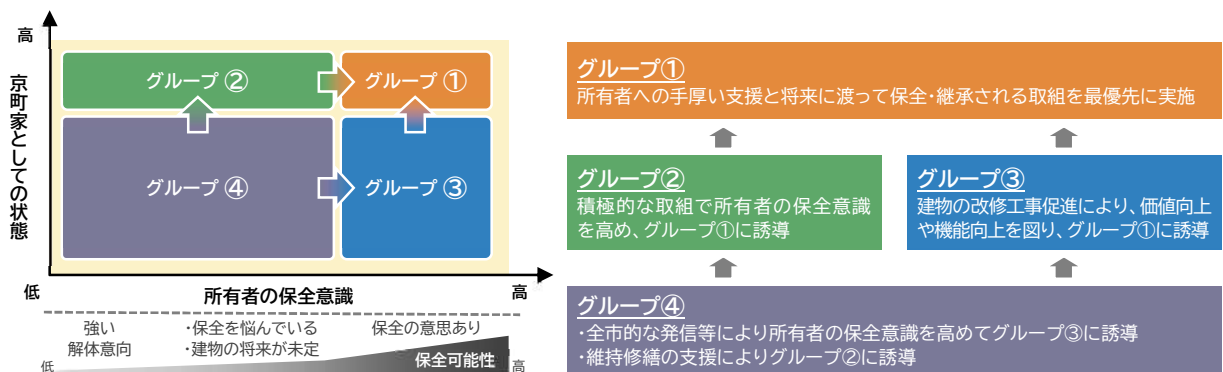 高
京町家としての状態
グループ②
グループ①
グループ④
グループ③
低
所有者の保全意識
高
強い
解体意向
・保全を悩んでいる
・建物の将来が未定
保全の意思あり
低
保全可能性
高
グループ①
所有者への手厚い支援と将来に渡って保全・継承される取組を最優先に実施
グループ②
積極的な取組で所有者の保全意識
を高め、グループ①に誘導
グループ③
建物の改修工事促進により、価値向上
や機能向上を図り、グループ①に誘導
グループ④
・全市的な発信等により所有者の保全意識を高めてグループ③に誘導
・維持修繕の支援によりグループ②に誘導